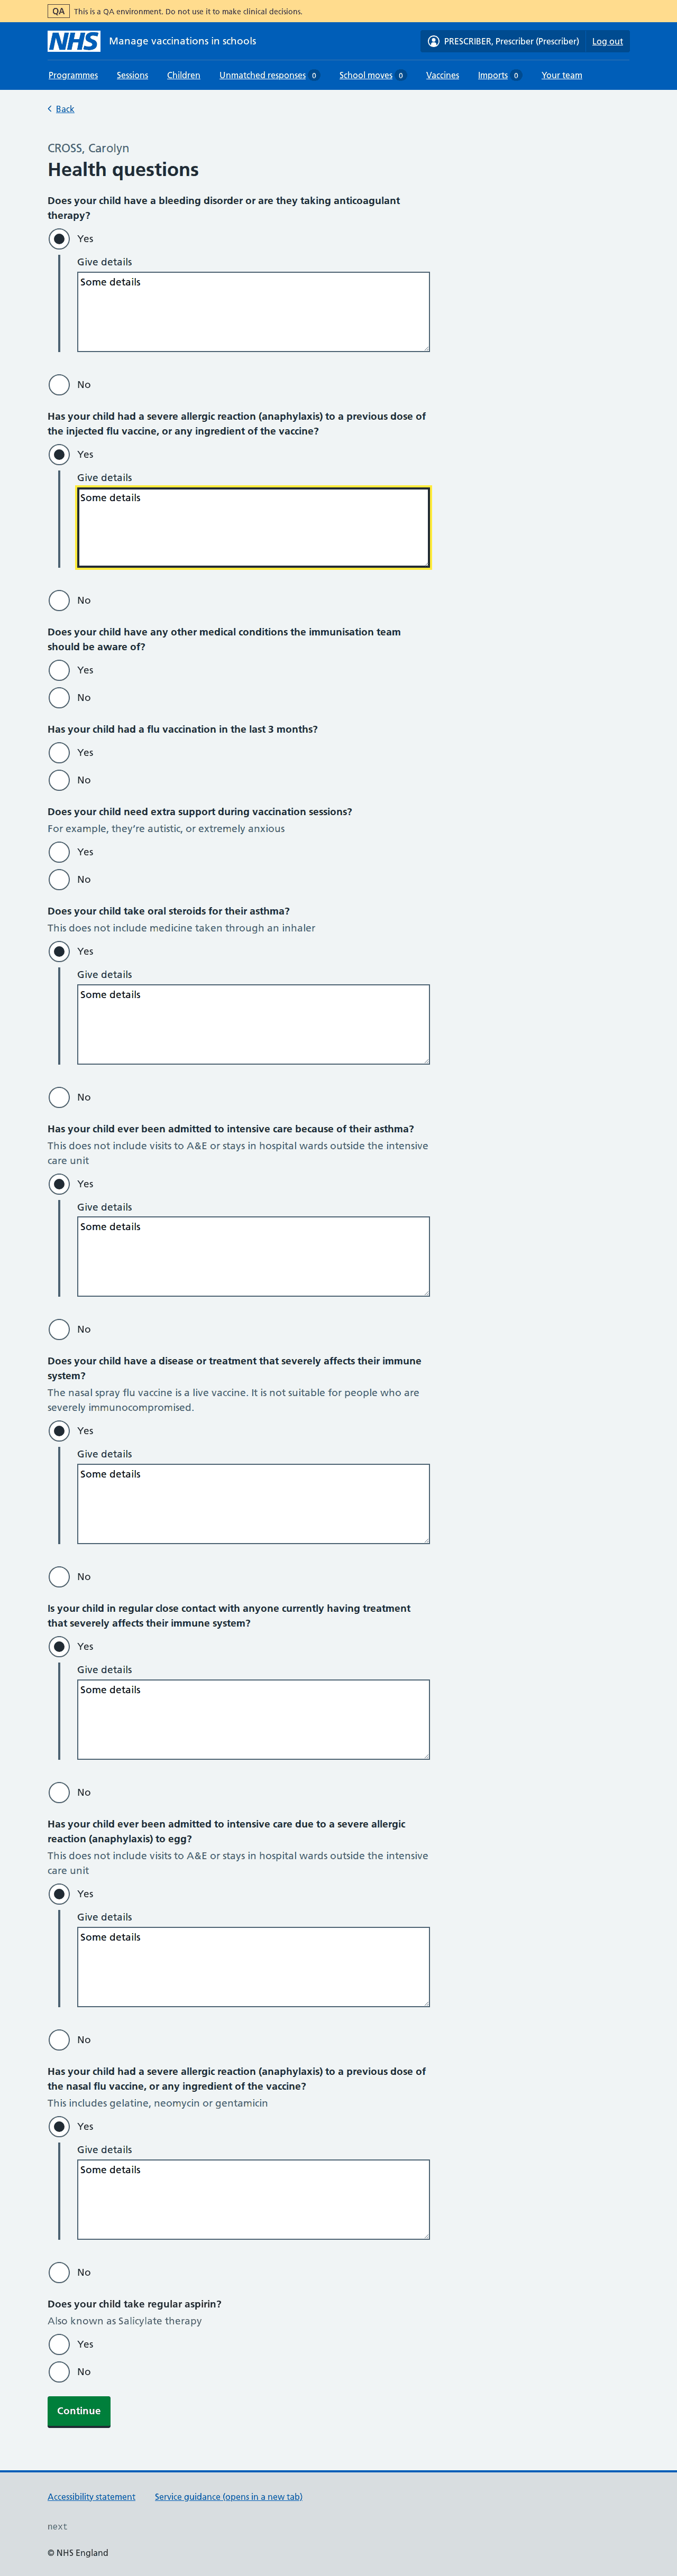 QA This is a QA environment. Do not use it to make clinical decisions.
NHS Manage vaccinations in schools PRESCRIBER, Prescriber (Prescriber) Log out
Programmes Sessions Children Unmatched responses 0 School moves 0 Vaccines Imports 0 Your team
Back
CROSS, Carolyn
Health questions
Does your child have a bleeding disorder or are they taking anticoagulant
therapy?
Yes
Give details
Some details
No
Has your child had a severe allergic reaction (anaphylaxis) to a previous dose of
the injected flu vaccine, or any ingredient of the vaccine?
Yes
Give details
Some details
No
Does your child have any other medical conditions the immunisation team
should be aware of?
Yes
No
Has your child had a flu vaccination in the last 3 months?
Yes
No
Does your child need extra support during vaccination sessions?
For example, they’re autistic, or extremely anxious
Yes
No
Does your child take oral steroids for their asthma?
This does not include medicine taken through an inhaler
Yes
Give details
Some details
No
Has your child ever been admitted to intensive care because of their asthma?
This does not include visits to A&E or stays in hospital wards outside the intensive
care unit
Yes
Give details
Some details
No
Does your child have a disease or treatment that severely affects their immune
system?
The nasal spray flu vaccine is a live vaccine. It is not suitable for people who are
severely immunocompromised.
Yes
Give details
Some details
No
Is your child in regular close contact with anyone currently having treatment
that severely affects their immune system?
Yes
Give details
Some details
No
Has your child ever been admitted to intensive care due to a severe allergic
reaction (anaphylaxis) to egg?
This does not include visits to A&E or stays in hospital wards outside the intensive
care unit
Yes
Give details
Some details
No
Has your child had a severe allergic reaction (anaphylaxis) to a previous dose of
the nasal flu vaccine, or any ingredient of the vaccine?
This includes gelatine, neomycin or gentamicin
Yes
Give details
Some details
No
Does your child take regular aspirin?
Also known as Salicylate therapy
Yes
No
Continue
Accessibility statement Service guidance (opens in a new tab)
next
© NHS England